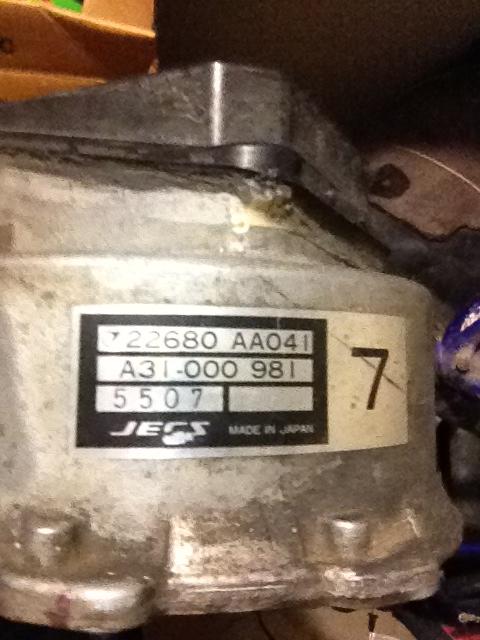 22680 AA041
A31-000 981
5507
JECS MADE IN JAPAN
7